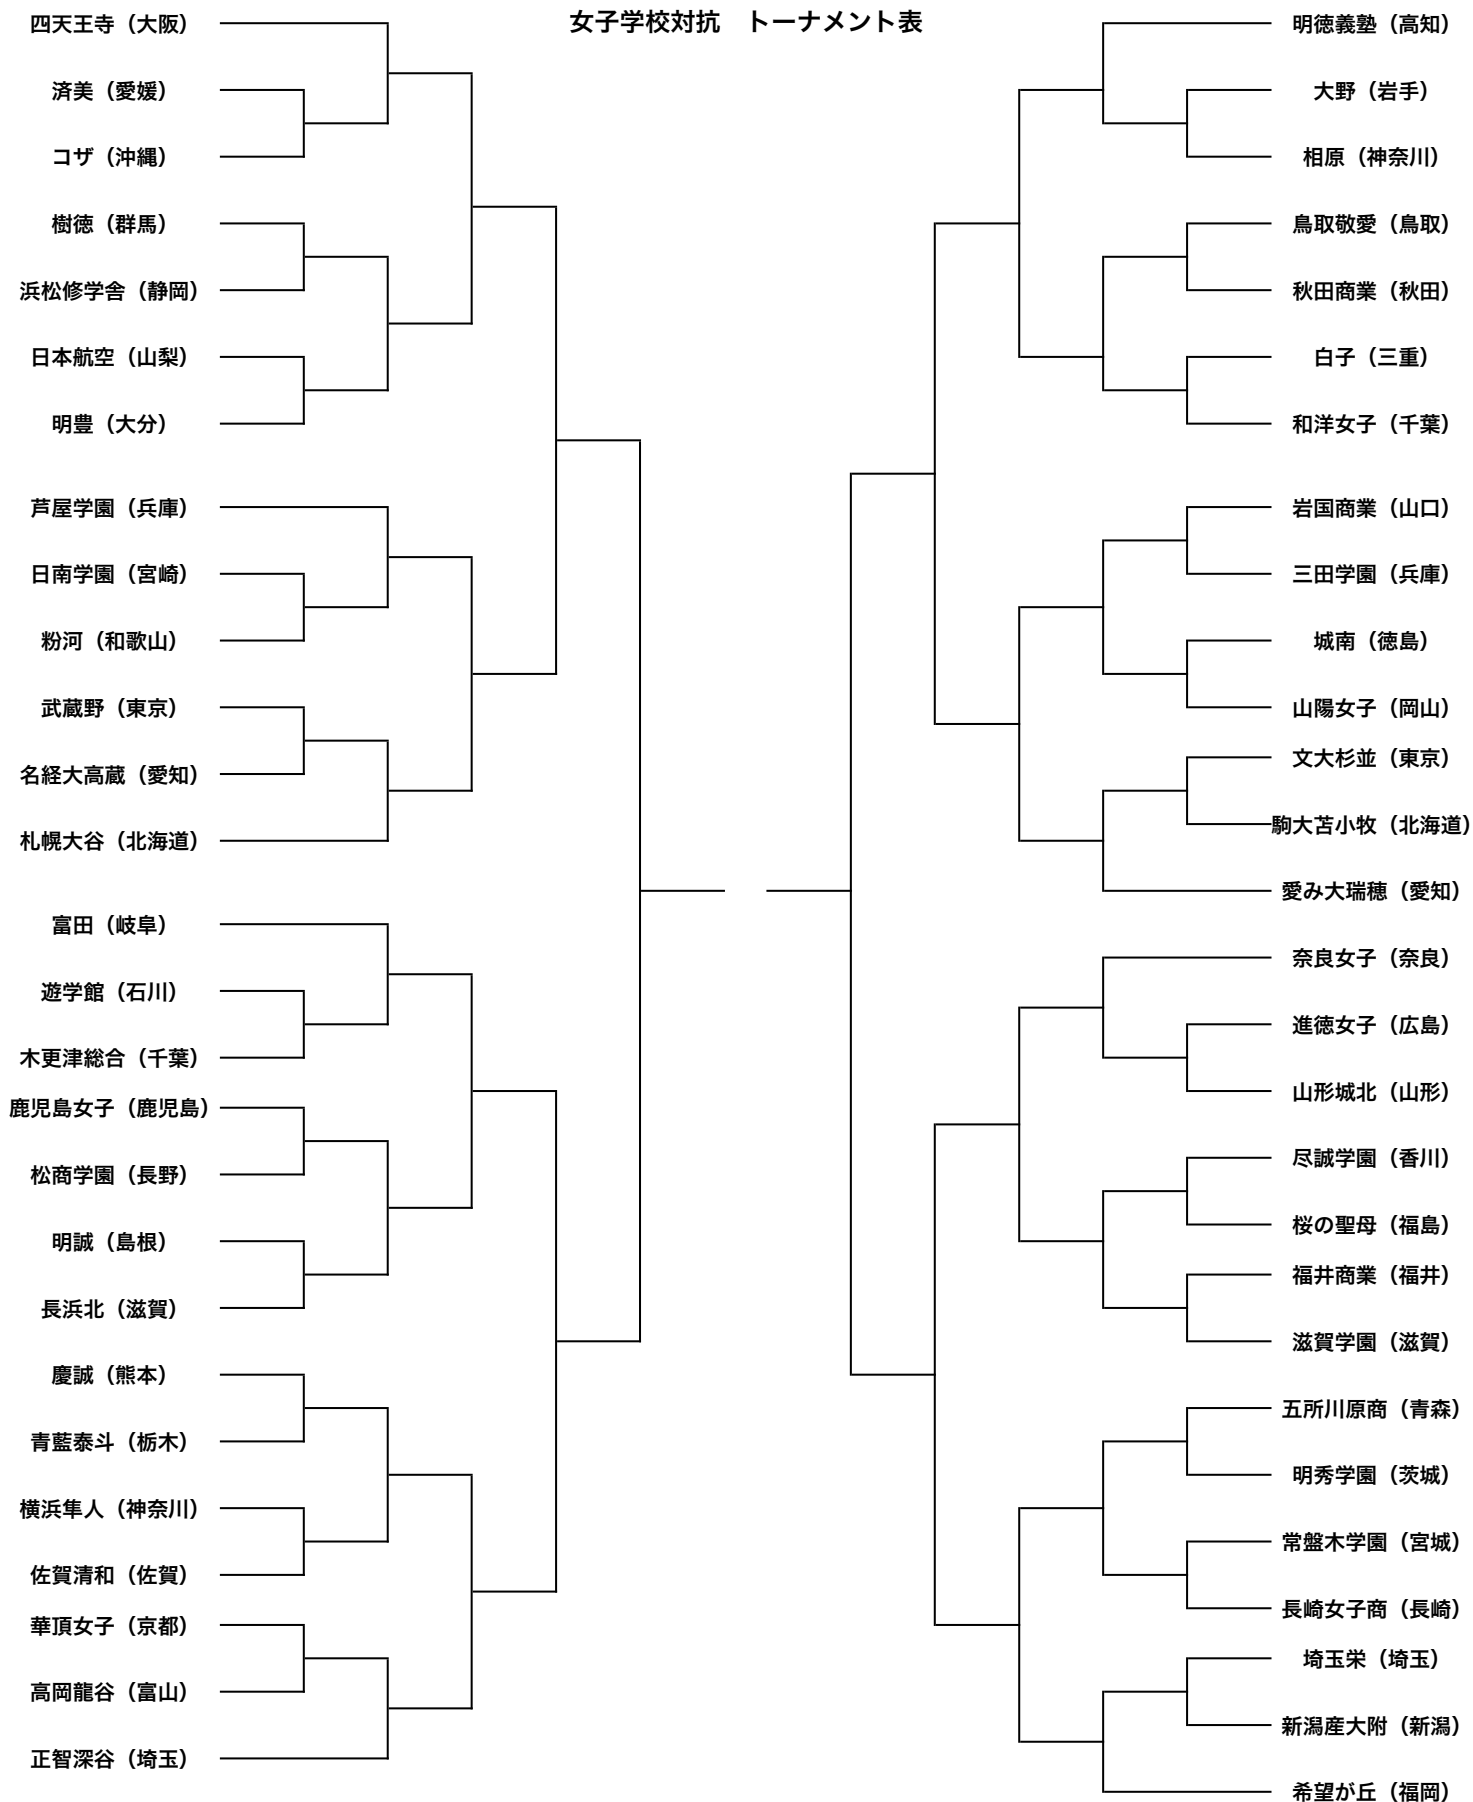 女子学校対抗　トーナメント表
四天王寺（大阪）
済美（愛媛）
コザ（沖縄）
樹徳（群馬）
浜松修学舎（静岡）
日本航空（山梨）
明豊（大分）
芦屋学園（兵庫）
日南学園（宮崎）
粉河（和歌山）
武蔵野（東京）
名経大高蔵（愛知）
札幌大谷（北海道）
富田（岐阜）
遊学館（石川）
木更津総合（千葉）
鹿児島女子（鹿児島）
松商学園（長野）
明誠（島根）
長浜北（滋賀）
慶誠（熊本）
青藍泰斗（栃木）
横浜隼人（神奈川）
佐賀清和（佐賀）
華頂女子（京都）
高岡龍谷（富山）
正智深谷（埼玉）
明徳義塾（高知）
大野（岩手）
相原（神奈川）
鳥取敬愛（鳥取）
秋田商業（秋田）
白子（三重）
和洋女子（千葉）
岩国商業（山口）
三田学園（兵庫）
城南（徳島）
山陽女子（岡山）
文大杉並（東京）
駒大苫小牧（北海道）
愛み大瑞穂（愛知）
奈良女子（奈良）
進徳女子（広島）
山形城北（山形）
尽誠学園（香川）
桜の聖母（福島）
福井商業（福井）
滋賀学園（滋賀）
五所川原商（青森）
明秀学園（茨城）
常盤木学園（宮城）
長崎女子商（長崎）
埼玉栄（埼玉）
新潟産大附（新潟）
希望が丘（福岡）